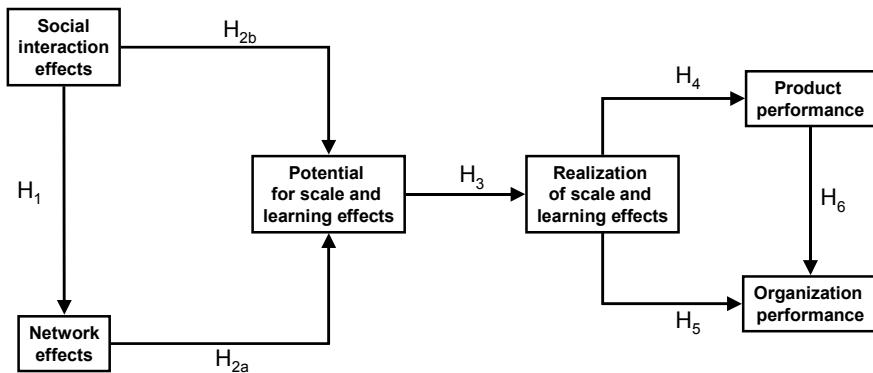 Social
interaction
effects
H2b
H4
Product
performance
H1
Potential
for scale and
learning effects
H3
Realization
of scale and
learning effects
H6
Network
effects
H2a
H5
Organization
performance